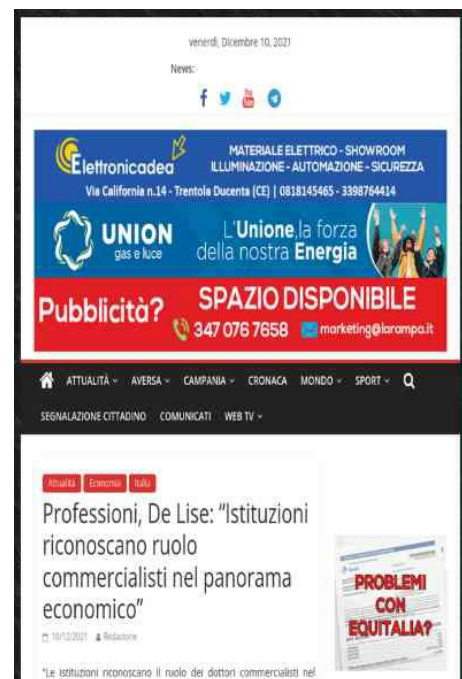 venerdì, Dicembre 10, 2021
News:
Elettronicadea
MATERIALE ELETTRICO - SHOWROOM
ILLUMINAZIONE - AUTOMAZIONE - SICUREZZA
Via California n.14 - Trentola Ducenta (CE) | 0818145465 - 3398764414
UNION
gas e luce
L'Unione, la forza
della nostra Energia
Pubblicità?
SPAZIO DISPONIBILE
347 076 7658 marketing@larampa.it
ATTUALITÀ AVERSA CAMPANIA CRONACA MONDO SPORT
SEGNALAZIONE CITTADINO COMUNICATI WEB TV
Attualità Economia Italia
Professioni, De Lise: “Istituzioni
riconoscano ruolo
commercialisti nel panorama
economico”
10/12/2021 Redazione
PROBLEMI
CON
EQUITALIA?
“Le istituzioni riconoscano il ruolo dei dottori commercialisti nel